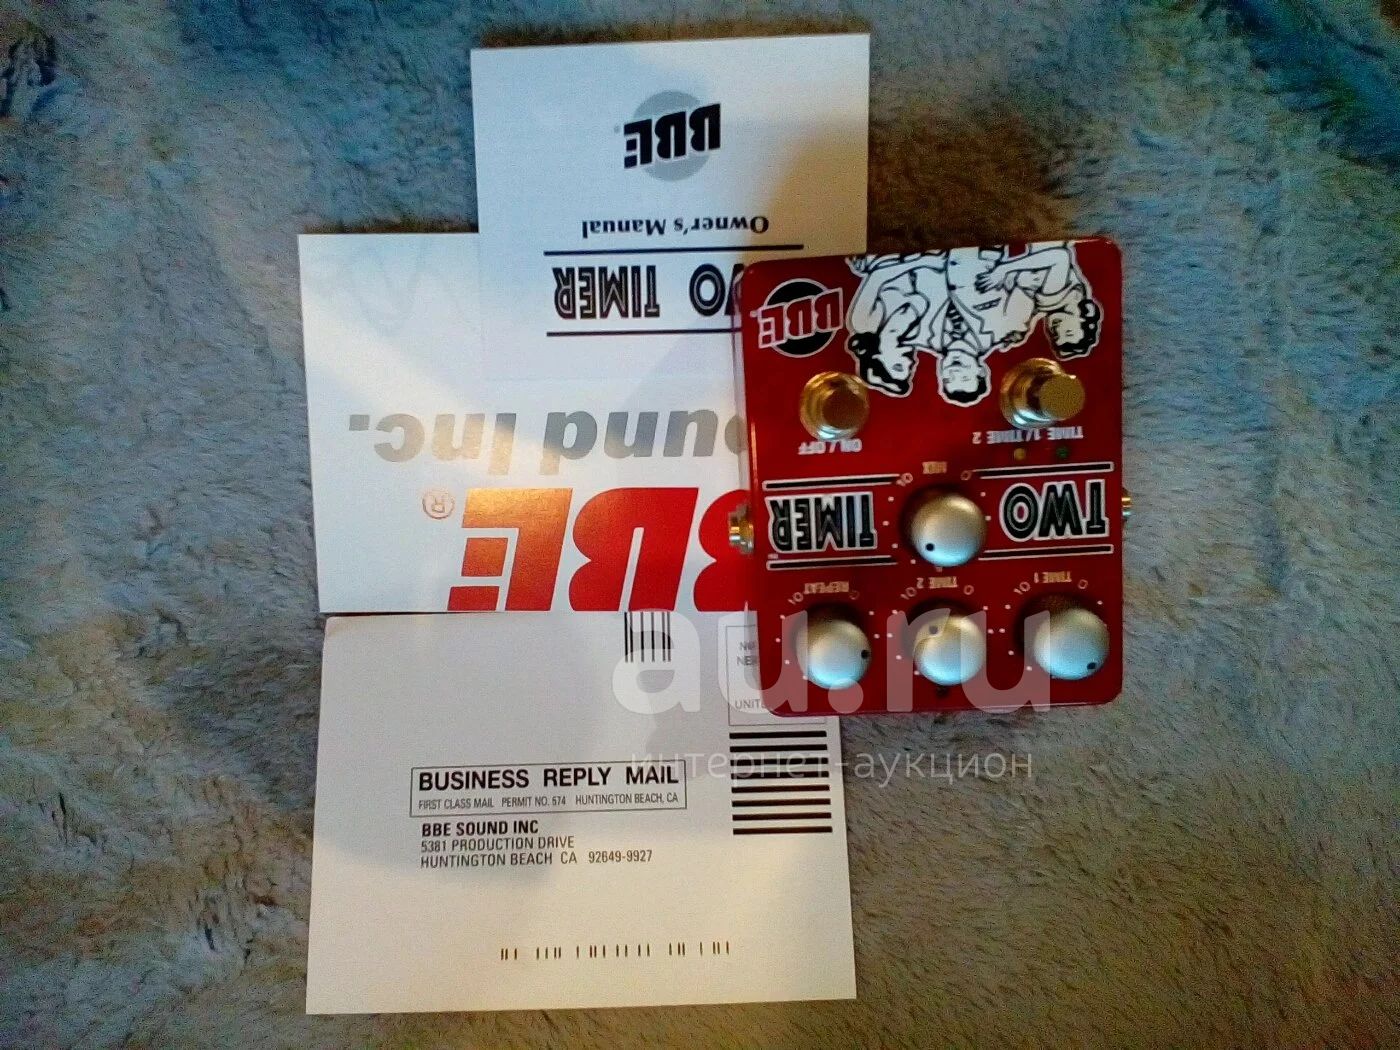 BBE®
Owner's Manual
TWO TIMER
BBE®
ound Inc.
BBE®
TIME 1 / TIME 2
ON / OFF
MIX
TWO
TIMER
TIME 1
TIME 2
REPEAT
UNITE
BUSINESS REPLY MAIL
FIRST CLASS MAIL PERMIT NO. 574 HUNTINGTON BEACH, CA
BBE SOUND INC
5381 PRODUCTION DRIVE
HUNTINGTON BEACH CA 92649-9927
au.ru
интернет-аукцион